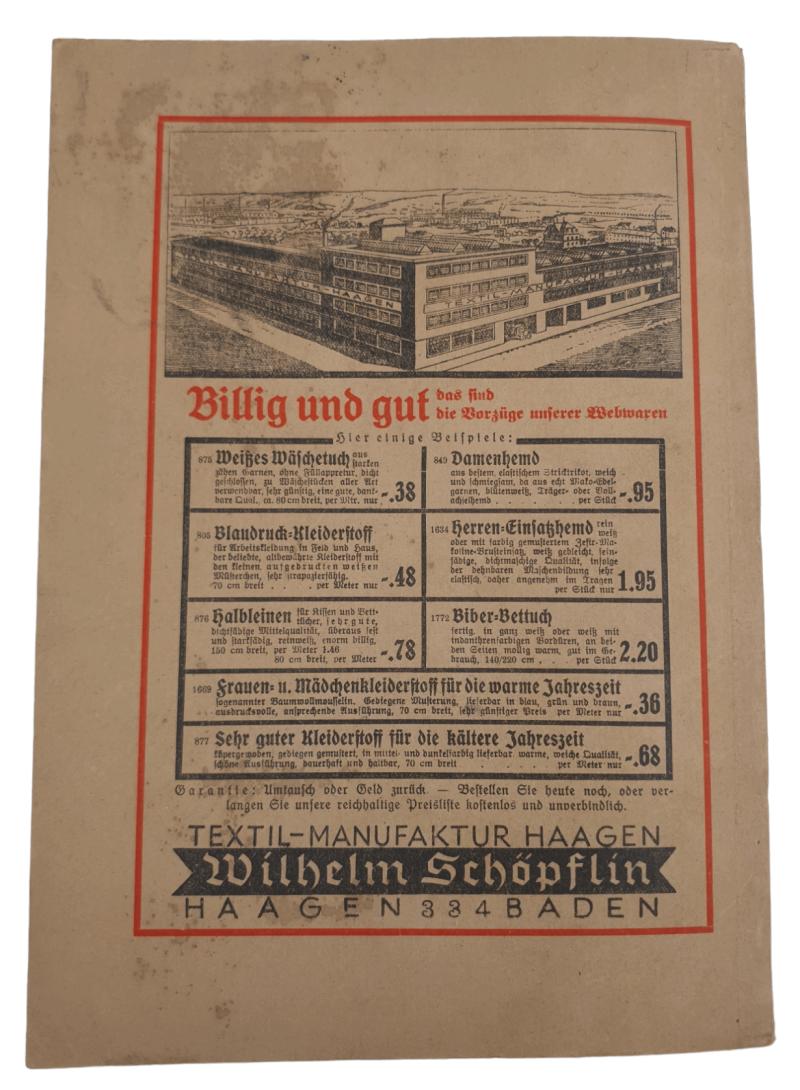 TEXTIL-MANUFAKTUR-HAAGEN
TEXTIL-MANUFAKTUR HAAGEN
Billig und gut das sind
die Vorzüge unserer Webwaren
Hier einige Beispiele:
875 Weißes Wäschetuch aus
starken
zähen Garnen, ohne Füllappretur, dicht
geschlossen, zu Wäschestücken aller Art
verwendbar, sehr günstig, eine gute, dank-
bare Qual., ca. 80 cm breit, per Mtr. nur -.38
849 Damenhemd
aus bestem, elastischem Stricktrikot, weich
und schmiegsam, da aus echt Mako-Edel-
garnen, blütenweiß, Träger- oder Voll-
achselhemd . . . . . . . per Stück -.95
805 Blaudruck-Kleiderstoff
für Arbeitskleidung in Feld und Haus,
der beliebte, altbewährte Kleiderstoff mit
den kleinen, aufgedruckten weißen
Müsterchen, sehr strapazierfähig.
70 cm breit . . . . per Meter nur -.48
1634 Herren-Einsatzhemd rein
weiß
oder mit farbig gemustertem Zefir-Ma-
kotine-Brusteinsatz, weiß gebleicht, fein-
fädige, dichtmaschige Qualität, infolge
der dehnbaren Maschenbildung sehr
elastisch, daher angenehm im Tragen
per Stück nur 1.95
876 Halbleinen für Kissen und Bett-
tücher, sehr gute,
dichtfädige Mittelqualität, überaus fest
und starkfädig, reinweiß, enorm billig,
150 cm breit, per Meter 1.46
80 cm breit, per Meter -.78
1772 Biber-Bettuch
fertig, in ganz weiß oder weiß mit
indanthrenfarbigen Bordüren, an bei-
den Seiten mollig warm, gut im Ge-
brauch, 140/220 cm . . . per Stück 2.20
1669 Frauen- u. Mädchenkleiderstoff für die warme Jahreszeit
sogenannter Baumwollmousselin. Gediegene Musterung, lieferbar in blau, grün und braun,
ausdrucksvolle, ansprechende Ausführung, 70 cm breit, sehr günstiger Preis per Meter nur -.36
877 Sehr guter Kleiderstoff für die kältere Jahreszeit
köpergewoben, gediegen gemustert, in mittel- und dunkelfarbig lieferbar, warme, weiche Qualität,
schöne Ausführung, dauerhaft und haltbar, 70 cm breit . . . . . . per Meter nur -.68
Garantie: Umtausch oder Geld zurück. — Bestellen Sie heute noch, oder ver-
langen Sie unsere reichhaltige Preisliste kostenlos und unverbindlich.
TEXTIL-MANUFAKTUR HAAGEN
Wilhelm Schöpflin
HAAGEN 334 BADEN